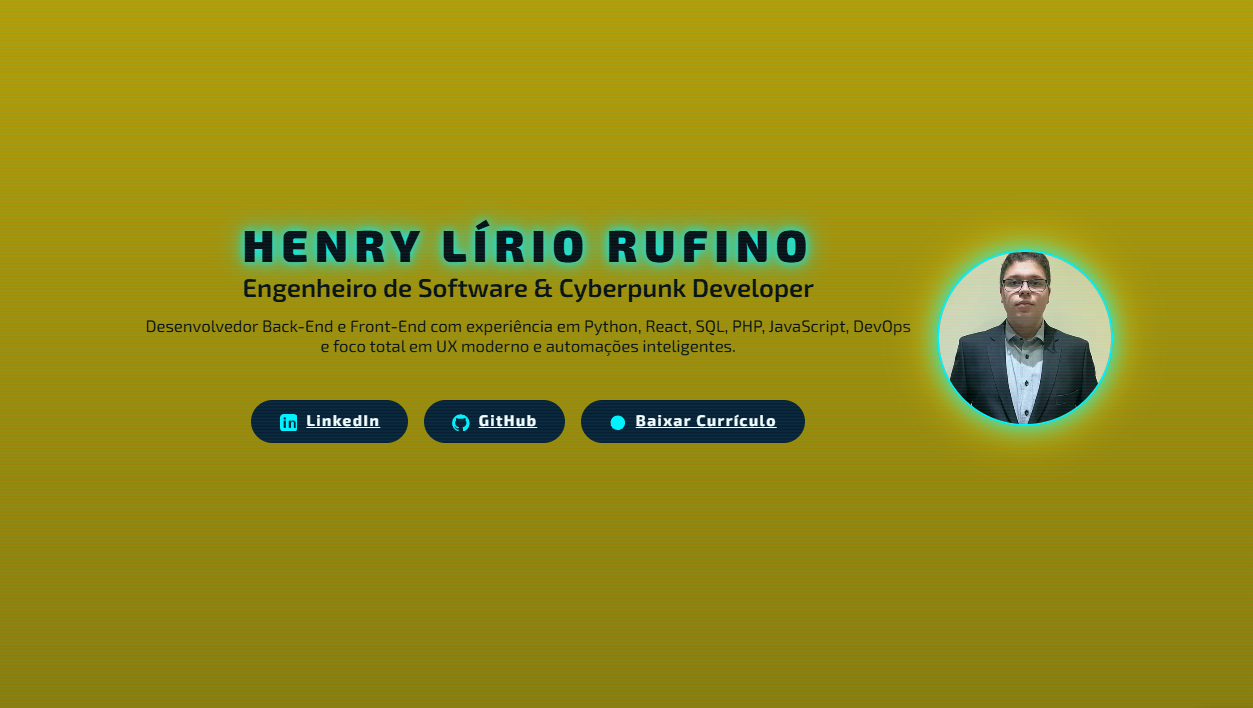 HENRY LÍRIO RUFINO
Engenheiro de Software & Cyberpunk Developer
Desenvolvedor Back-End e Front-End com experiência em Python, React, SQL, PHP, JavaScript, DevOps
e foco total em UX moderno e automações inteligentes.
LinkedIn
GitHub
Baixar Currículo